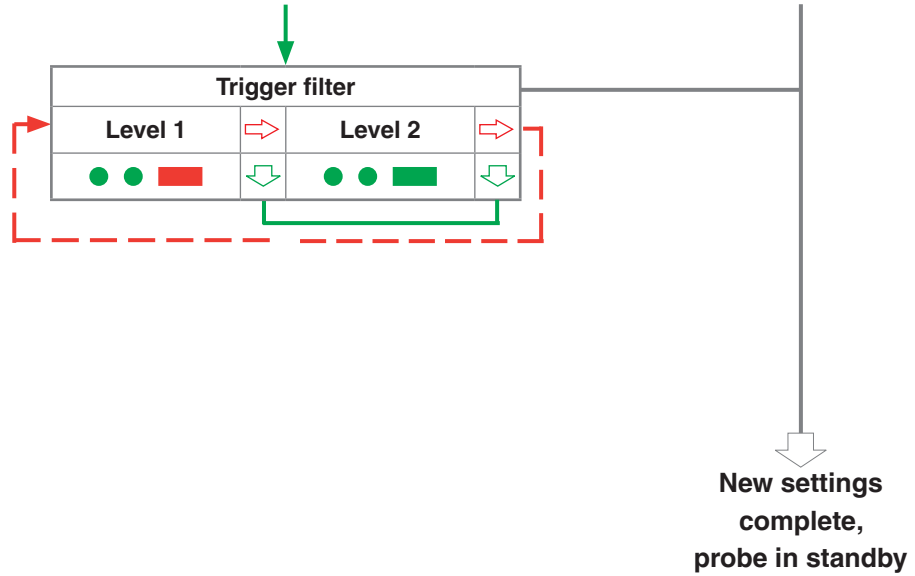 Trigger filter
Level 1
Level 2
New settings
complete,
probe in standby